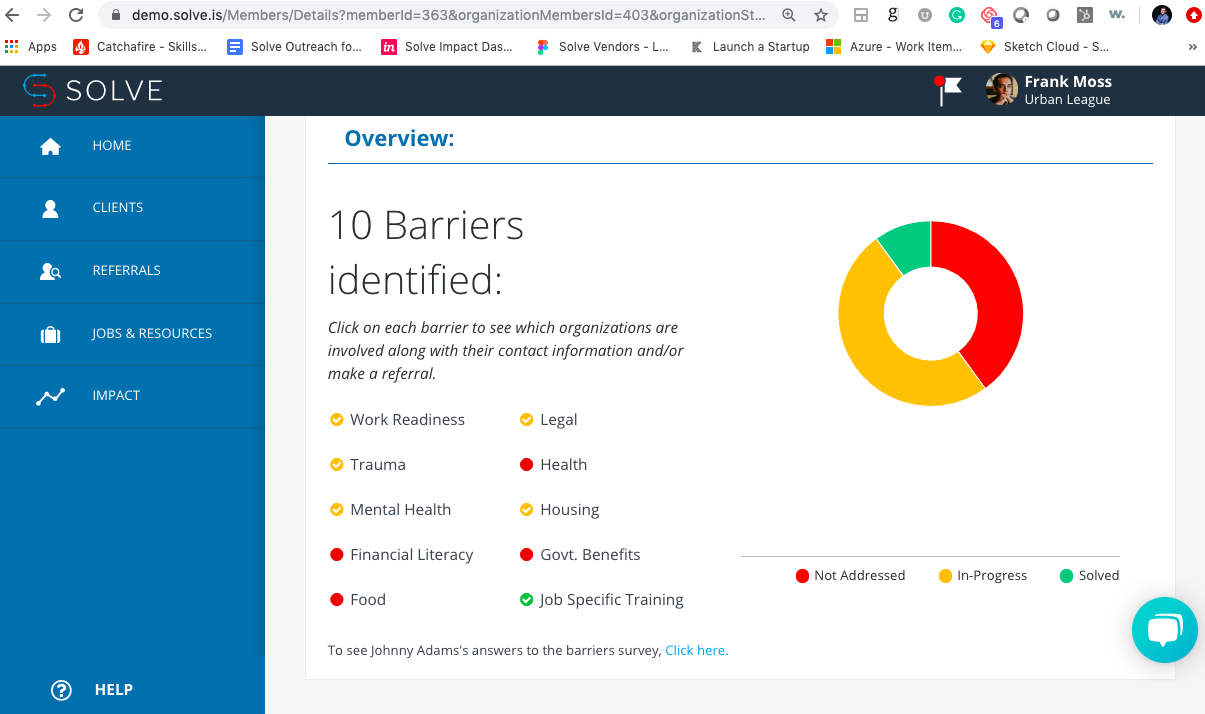 demo.solve.is/Members/Details?memberId=363&organizationMembersId=403&organizationSt...
g
6
w.
Apps
Catchafire - Skills...
Solve Outreach fo...
in
Solve Impact Das...
Solve Vendors - L...
K
Launch a Startup
Azure - Work Item...
Sketch Cloud - S...
»
SOLVE
Frank Moss
Urban League
HOME
CLIENTS
REFERRALS
JOBS & RESOURCES
IMPACT
? HELP
Overview:
10 Barriers
identified:
Click on each barrier to see which organizations are
involved along with their contact information and/or
make a referral.
Work Readiness
Legal
Trauma
Health
Mental Health
Housing
Financial Literacy
Govt. Benefits
Food
Job Specific Training
Not Addressed
In-Progress
Solved
To see Johnny Adams's answers to the barriers survey, Click here.